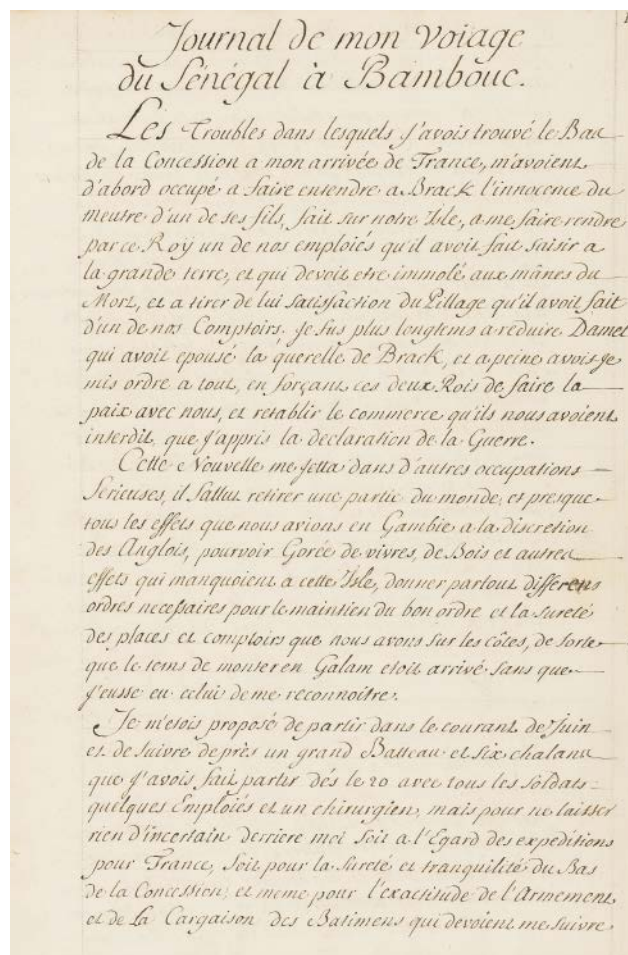 Journal de mon Voiage
du Sénégal à Bambouc.
Les Troubles dans lesquels j'avois trouvé le Bas
de la Concession a mon arrivée de France, m'avoient
d'abord occupé a faire entendre a Brack l'innocence du
meutre d'un de ses fils, fait sur notre Isle, a me faire rendre
par ce Roÿ un de nos emploiés qu'il avoit fait saisir a
la grande terre, et qui devoit etre immolé aux mânes du
Mort, et a tirer de lui satisfaction du Pillage qu'il avoit fait
d'un de nos Comptoirs. Je fus plus longtems a réduire Damel
qui avoit epousé la querelle de Brack, et a peine avois-je
mis ordre a tout, en forçant ces deux Rois de faire la
paix avec nous, et retablir le commerce qu'ils nous avoient
interdit, que j'appris la declaration de la Guerre.
Cette Nouvelle me jetta dans d'autres occupations
Serieuses, il fallut retirer une partie du monde, et presque
tous les effets que nous avions en Gambie a la discretion
des Anglois, pourvoir Gorée de vivres, de Bois et autres
effets qui manquoient a cette Isle, donner partout differens
ordres necessaires pour le maintien du bon ordre et la sureté
des places et comptoirs que nous avons sur les côtes, de sorte
que le tems de monter en Galam etoit arrivé sans que
j'eusse eu celui de me reconnoitre.
Je m'etois proposé de partir dans le courant de Juin
et de suivre de près un grand Batteau et six chalans
que j'avois fait partir dés le 20 avec tous les soldats
quelques Emploiés et un chirurgien, mais pour ne laisser
rien d'incertain derriere moi soit a l'Egard des expeditions
pour France, soit pour la sureté et tranquilité du Bas
de la Concession, et meme pour l'exactitude de l'Armement
et de La Cargaison des Batimens qui devoient me suivre